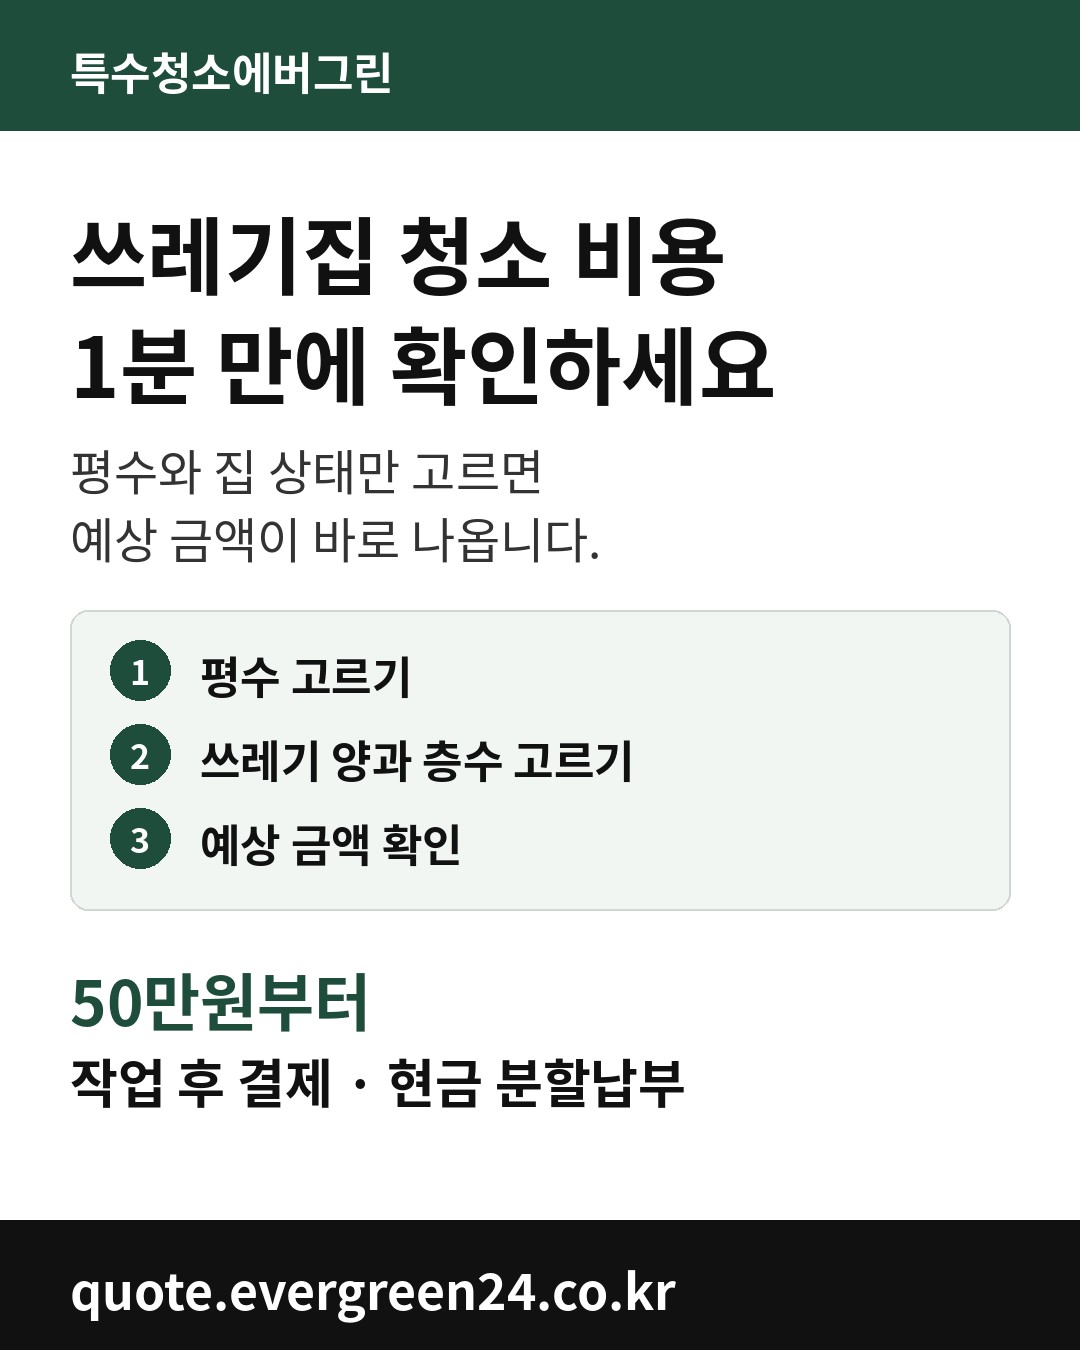 특수청소에버그린
쓰레기집 청소 비용
1분 만에 확인하세요
평수와 집 상태만 고르면
예상 금액이 바로 나옵니다.
1 평수 고르기
2 쓰레기 양과 층수 고르기
3 예상 금액 확인
50만원부터
작업 후 결제 · 현금 분할납부
quote.evergreen24.co.kr